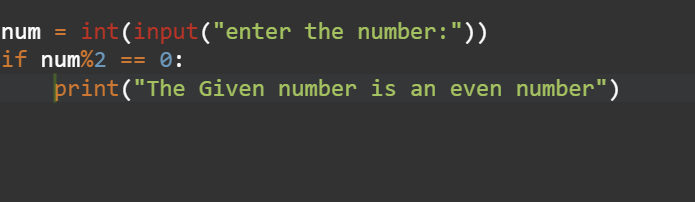 num = int(input("enter the number:"))
if num%2 == 0:
    print("The Given number is an even number")